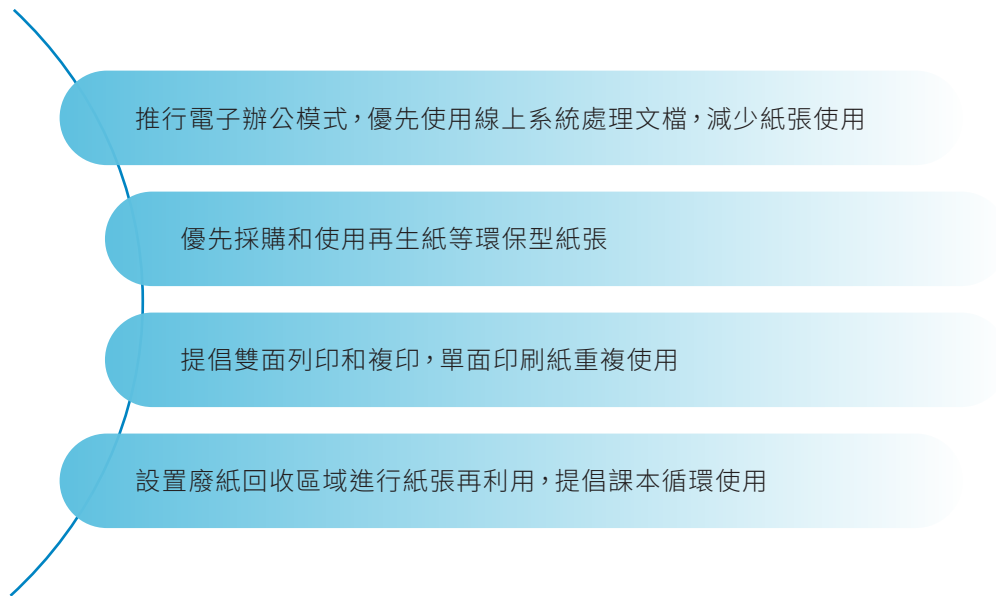 推行電子辦公模式，優先使用線上系統處理文檔，減少紙張使用
優先採購和使用再生紙等環保型紙張
提倡雙面列印和複印，單面印刷紙重複使用
設置廢紙回收區域進行紙張再利用，提倡課本循環使用